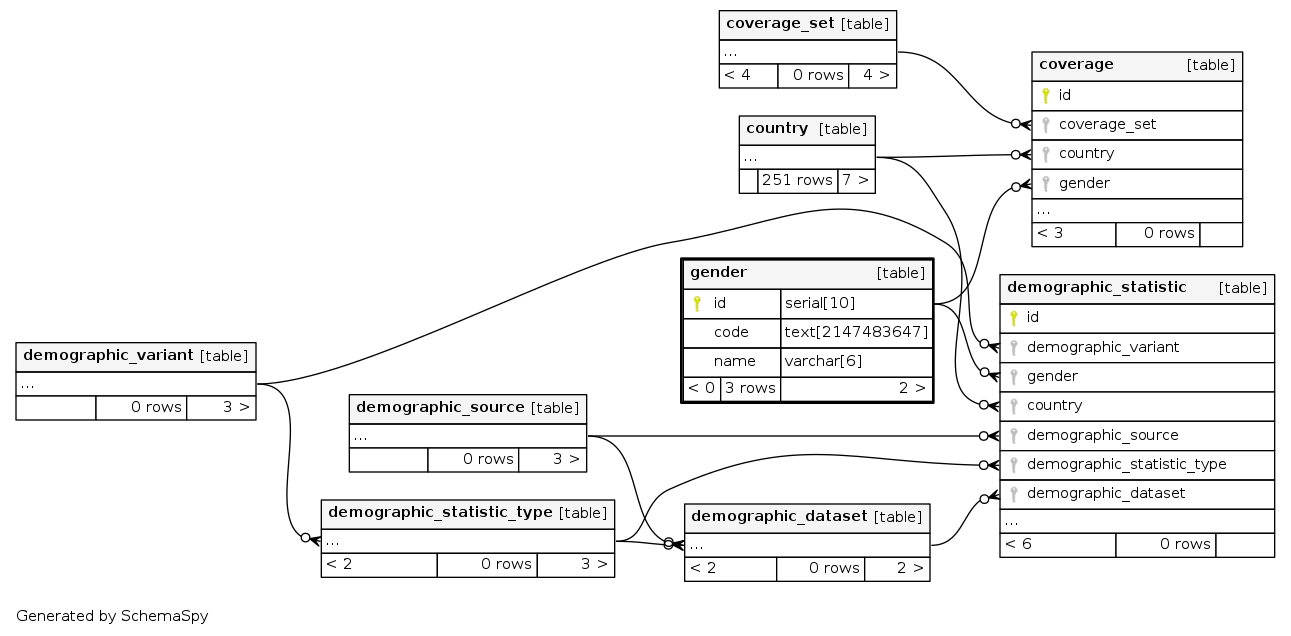 coverage_set [table]
...
< 4 0 rows 4 >
coverage [table]
id
coverage_set
country
gender
...
< 3 0 rows
country [table]
...
251 rows 7 >
gender [table]
id serial[10]
code text[2147483647]
name varchar[6]
< 0 3 rows 2 >
demographic_statistic [table]
id
demographic_variant
gender
country
demographic_source
demographic_statistic_type
demographic_dataset
...
< 6 0 rows
demographic_variant [table]
...
0 rows 3 >
demographic_source [table]
...
0 rows 3 >
demographic_statistic_type [table]
...
< 2 0 rows 3 >
demographic_dataset [table]
...
< 2 0 rows 2 >
Generated by SchemaSpy